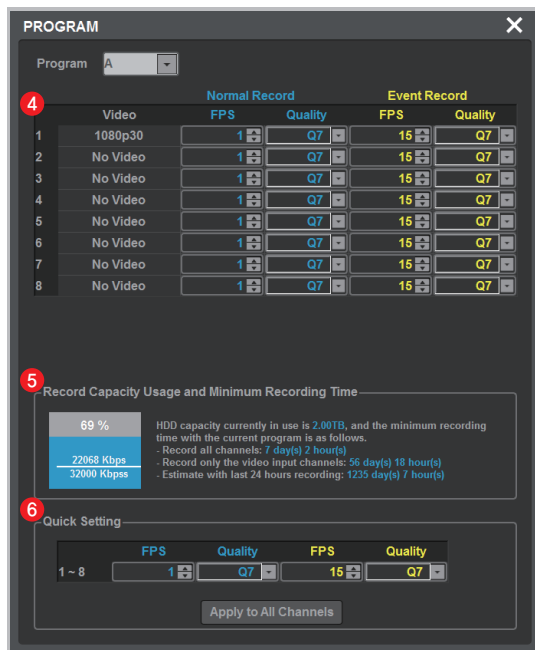 PROGRAM
Program A
Normal Record Event Record
4
Video FPS Quality FPS Quality
1 1080p30 1 Q7 15 Q7
2 No Video 1 Q7 15 Q7
3 No Video 1 Q7 15 Q7
4 No Video 1 Q7 15 Q7
5 No Video 1 Q7 15 Q7
6 No Video 1 Q7 15 Q7
7 No Video 1 Q7 15 Q7
8 No Video 1 Q7 15 Q7
5
Record Capacity Usage and Minimum Recording Time
69 %
22068 Kbps
32000 Kbpss
HDD capacity currently in use is 2.00TB, and the minimum recording
time with the current program is as follows.
- Record all channels: 7 day(s) 2 hour(s)
- Record only the video input channels: 56 day(s) 18 hour(s)
- Estimate with last 24 hours recording: 1235 day(s) 7 hour(s)
6
Quick Setting
FPS Quality FPS Quality
1 ~ 8 1 Q7 15 Q7
Apply to All Channels